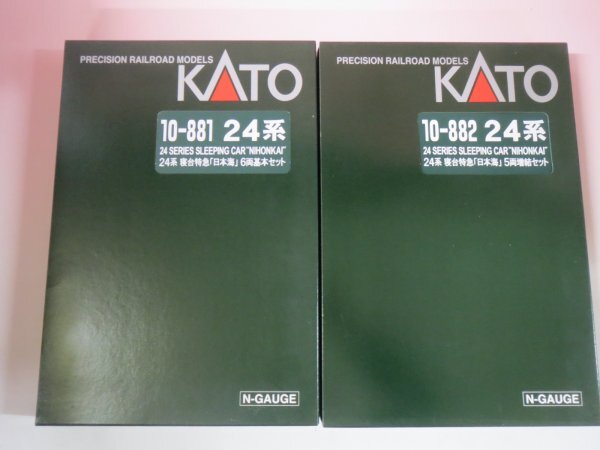 PRECISION RAILROAD MODELS
KATO
10-881 24系
24 SERIES SLEEPING CAR "NIHONKAI"
24系 寝台特急「日本海」6両基本セット
N-GAUGE
PRECISION RAILROAD MODELS
KATO
10-882 24系
24 SERIES SLEEPING CAR "NIHONKAI"
24系 寝台特急「日本海」5両増結セット
N-GAUGE